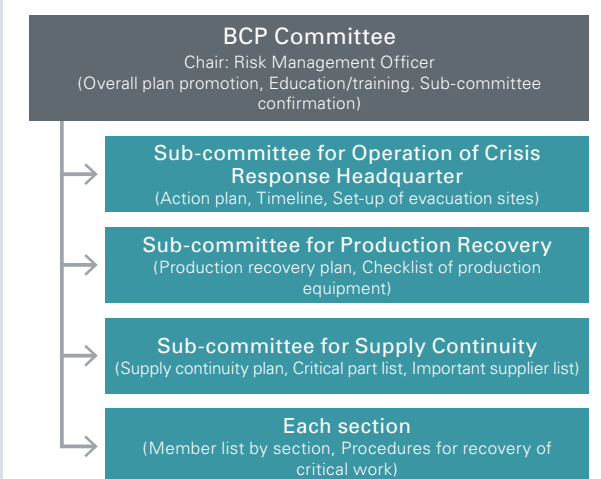 BCP Committee
Chair: Risk Management Officer
(Overall plan promotion, Education/training. Sub-committee
confirmation)
Sub-committee for Operation of Crisis
Response Headquarter
(Action plan, Timeline, Set-up of evacuation sites)
Sub-committee for Production Recovery
(Production recovery plan, Checklist of production
equipment)
Sub-committee for Supply Continuity
(Supply continuity plan, Critical part list, Important supplier list)
Each section
(Member list by section, Procedures for recovery of
critical work)